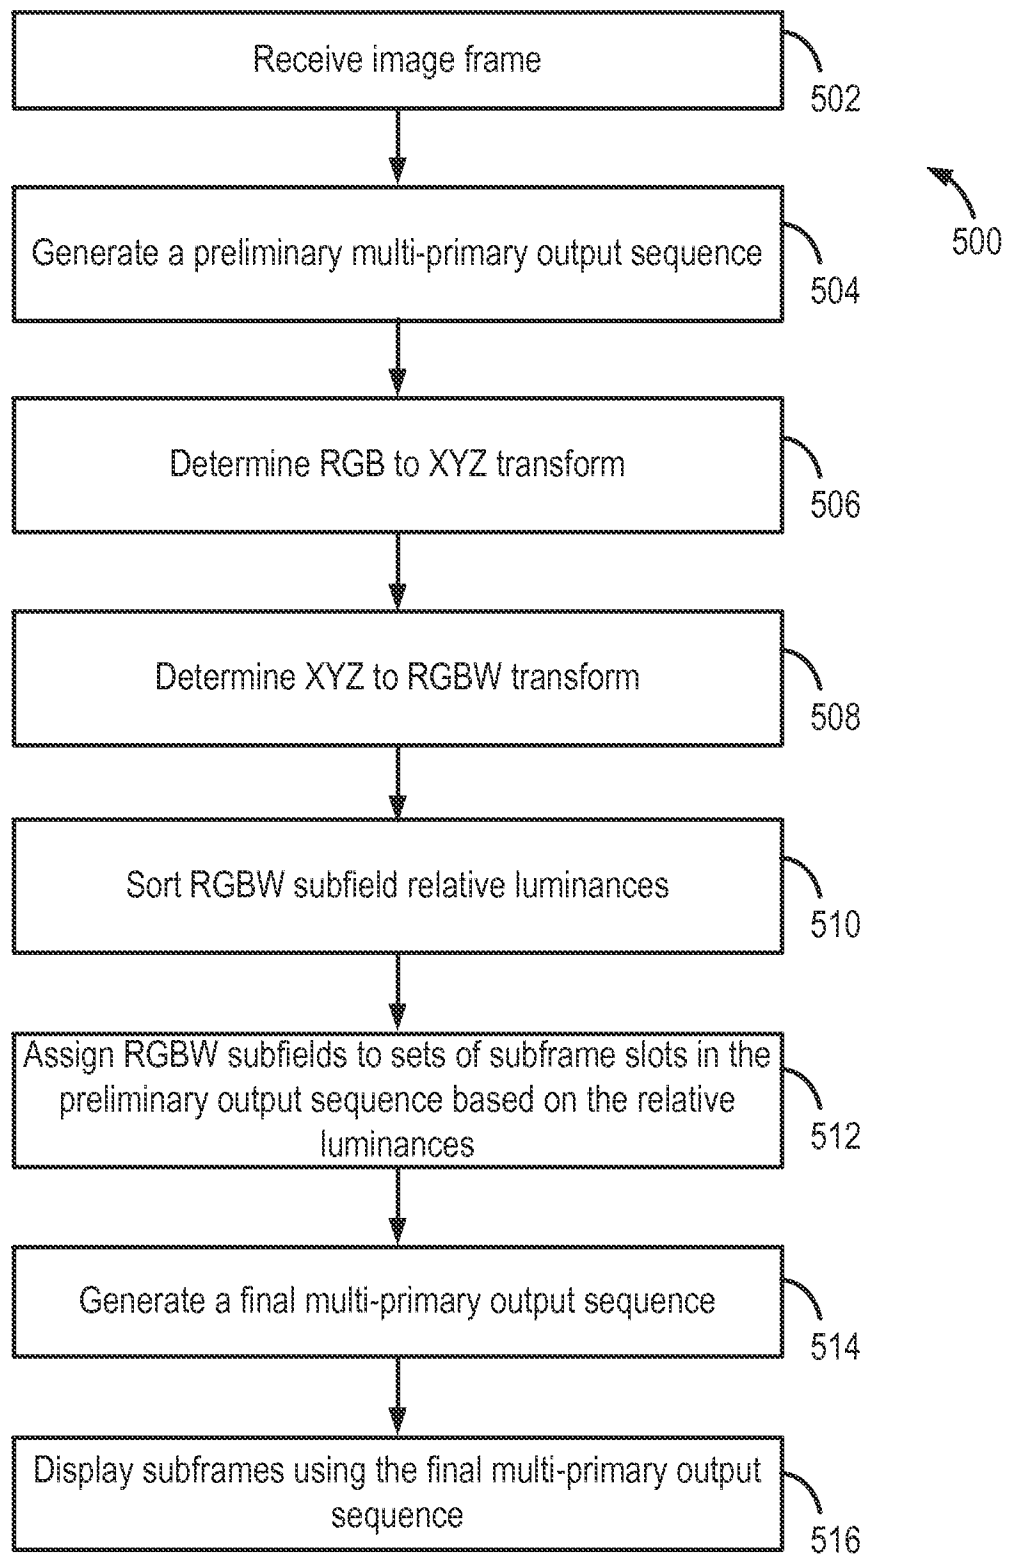 Receive image frame
502
500
Generate a preliminary multi-primary output sequence
504
Determine RGB to XYZ transform
506
Determine XYZ to RGBW transform
508
Sort RGBW subfield relative luminances
510
Assign RGBW subfields to sets of subframe slots in the
preliminary output sequence based on the relative
luminances
512
Generate a final multi-primary output sequence
514
Display subframes using the final multi-primary output
sequence
516